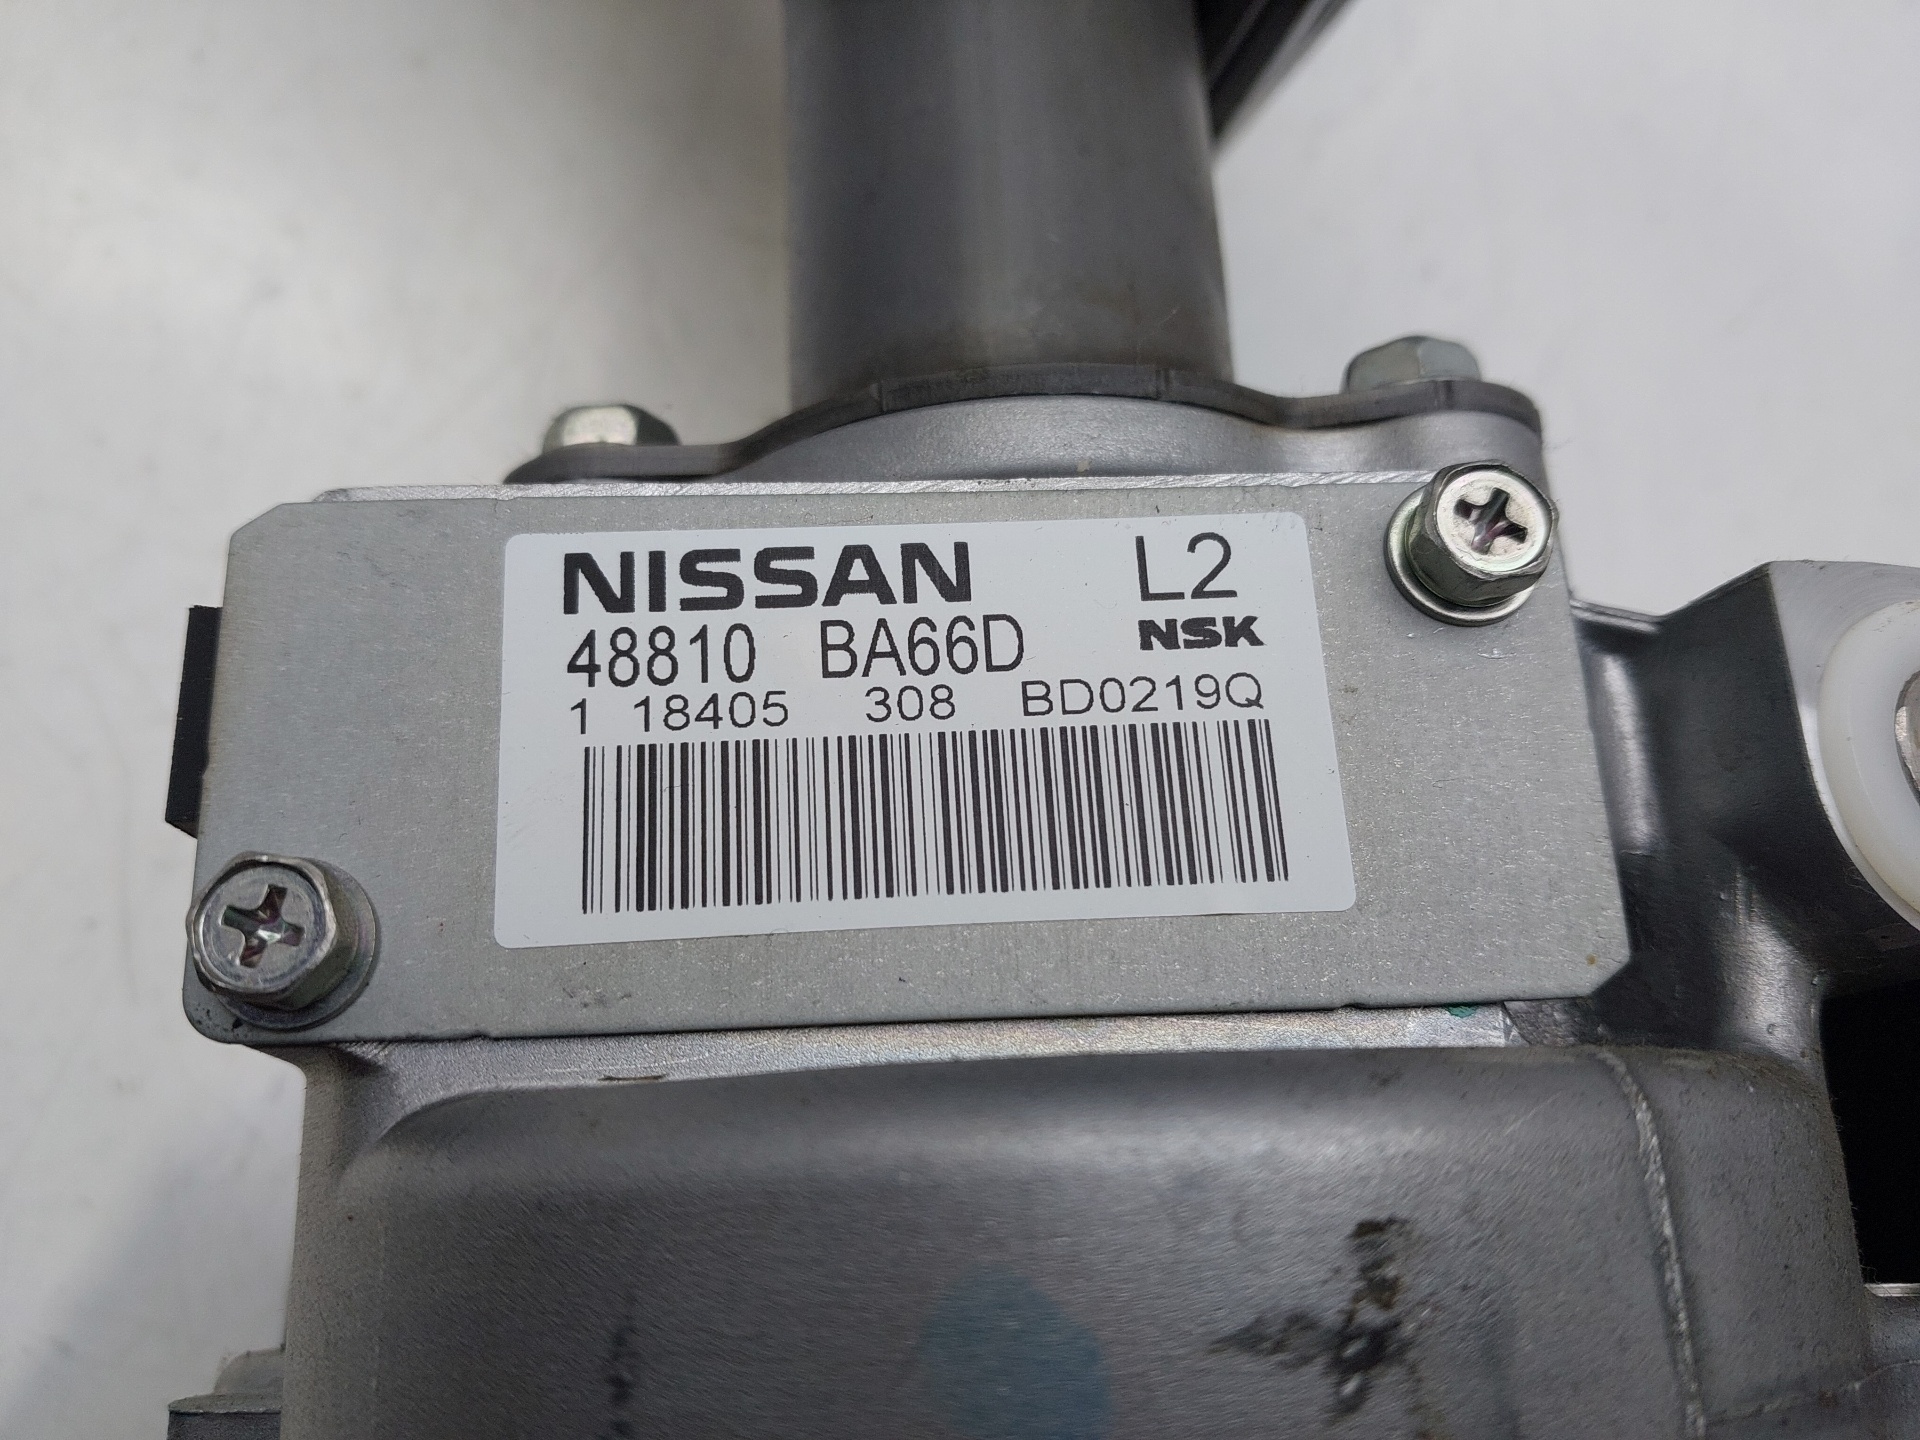 NISSAN L2
48810 BA66D NSK
1 18405 308 BD0219Q